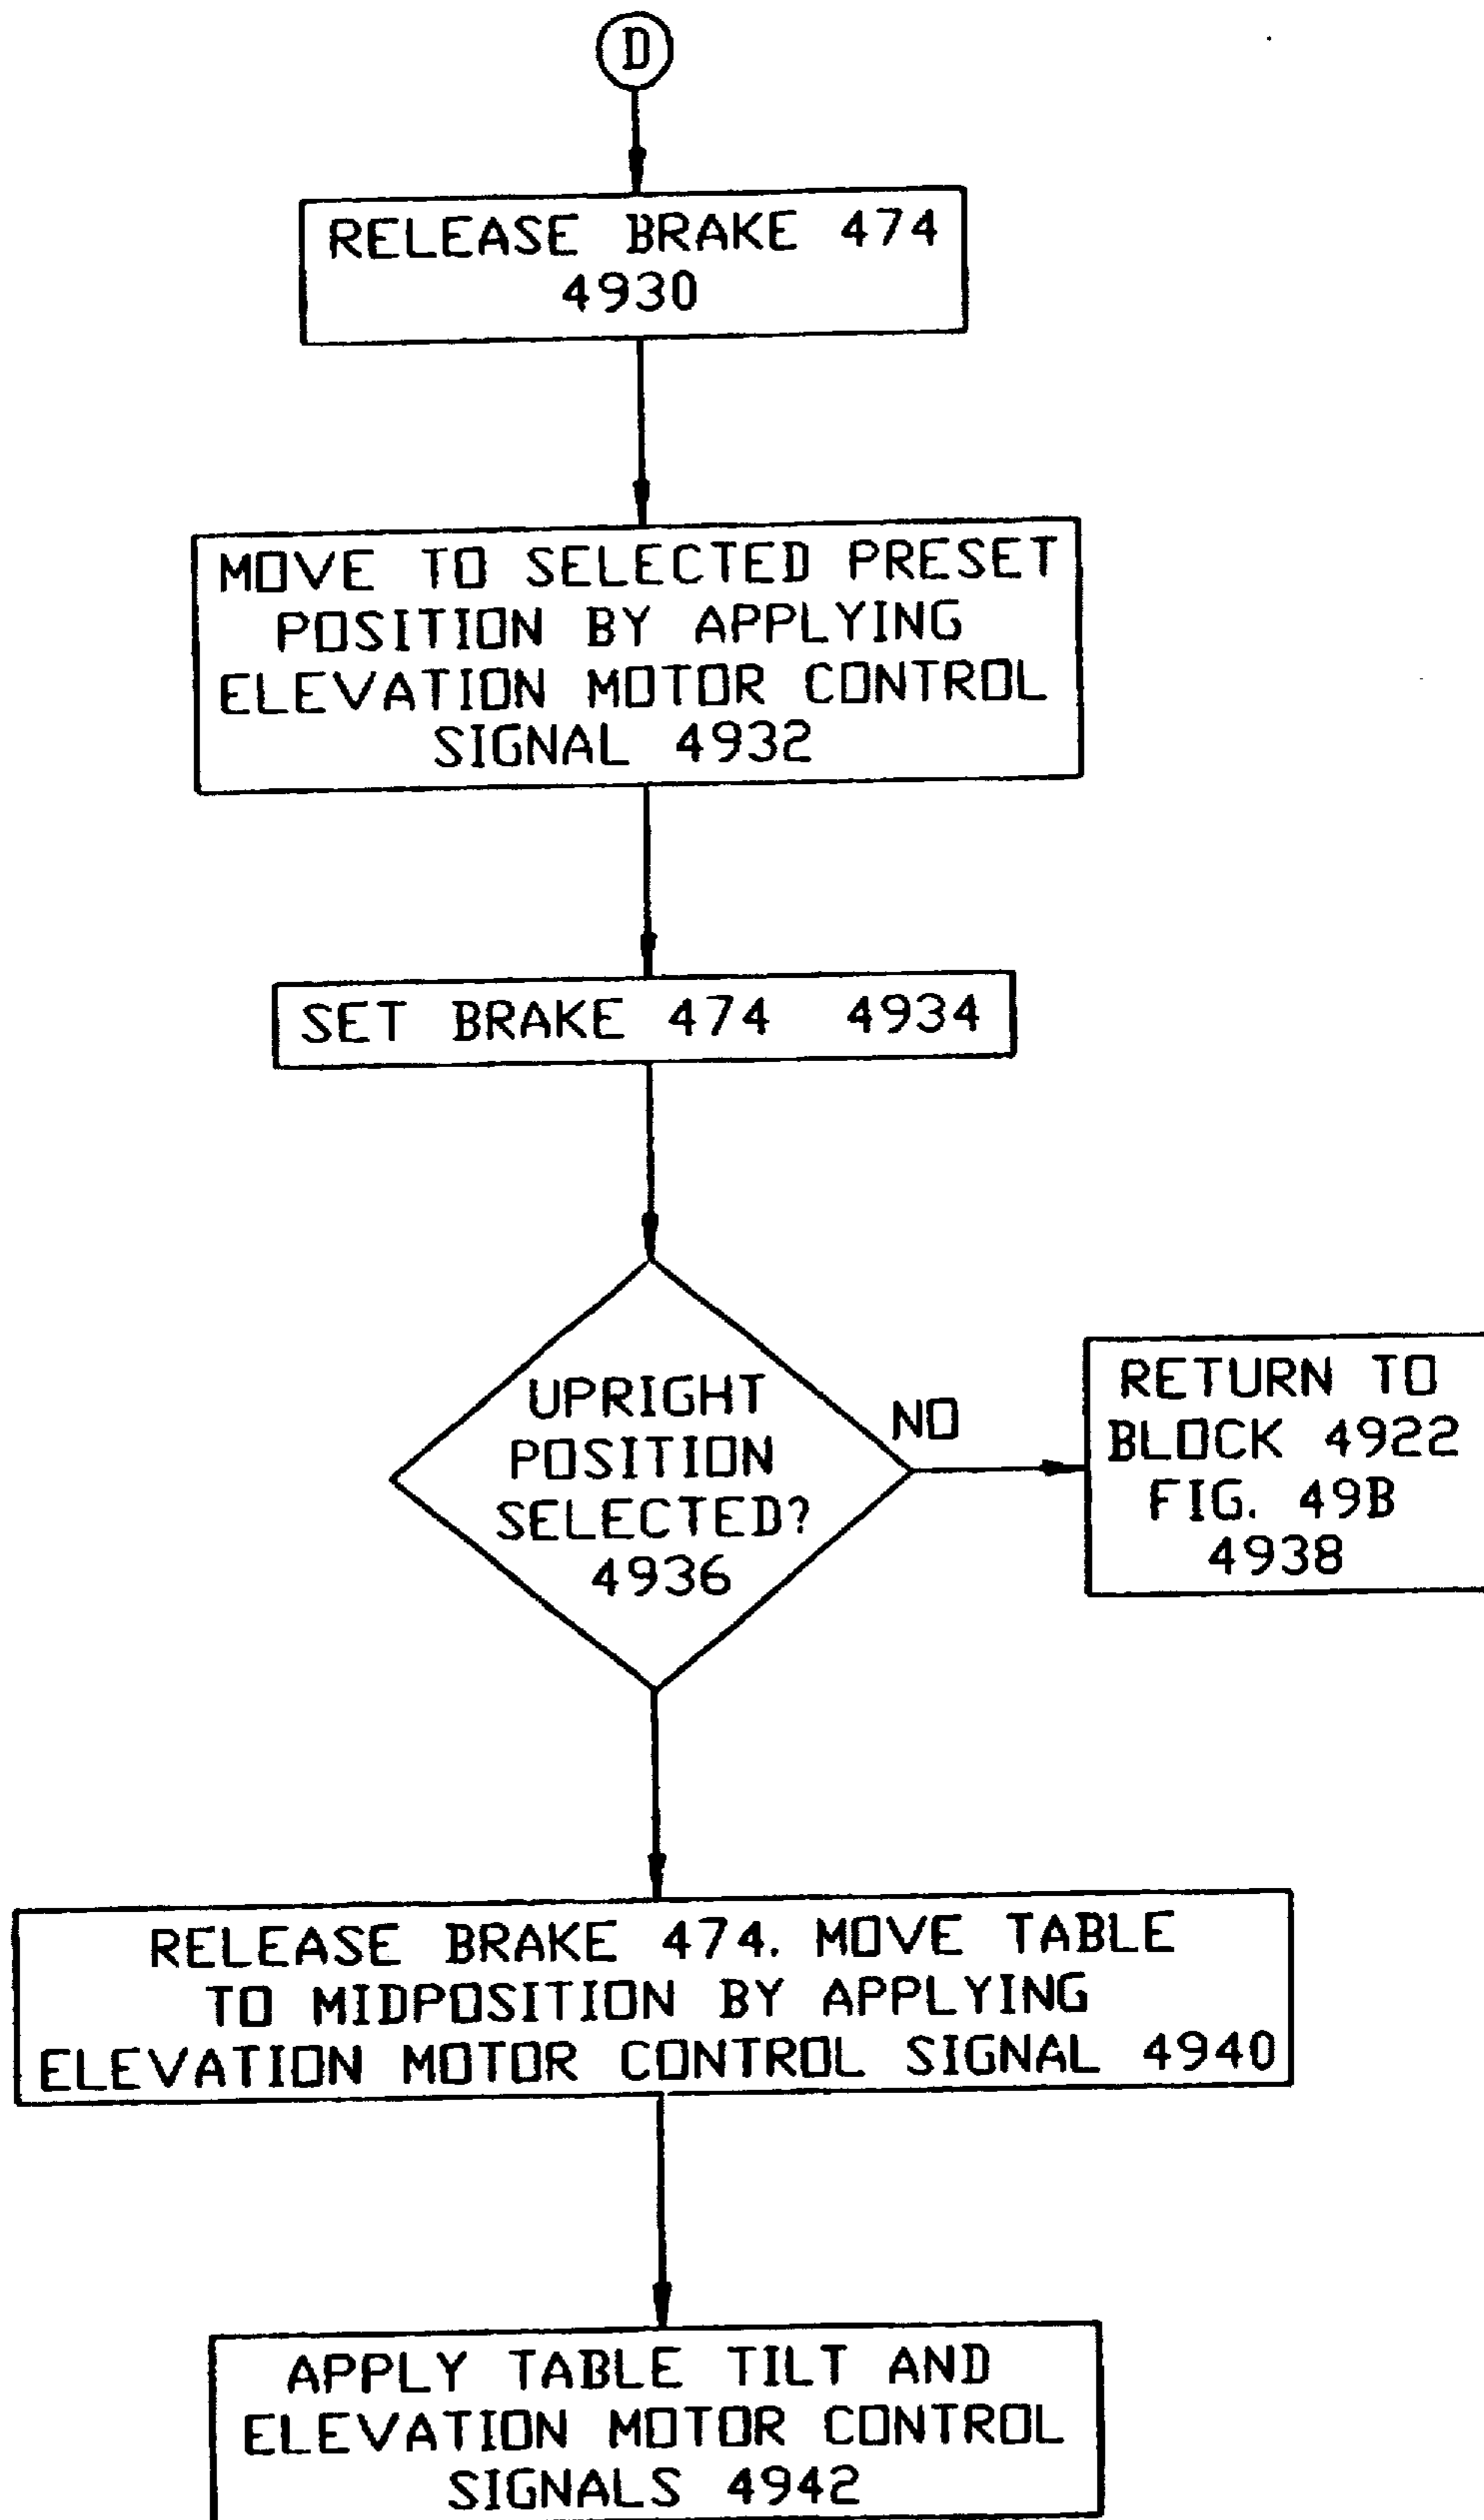 D
RELEASE BRAKE 474
4930
MOVE TO SELECTED PRESET
POSITION BY APPLYING
ELEVATION MOTOR CONTROL
SIGNAL 4932
SET BRAKE 474 4934
UPRIGHT
POSITION
SELECTED?
4936
NO
RETURN TO
BLOCK 4922
FIG. 49B
4938
RELEASE BRAKE 474. MOVE TABLE
TO MIDPOSITION BY APPLYING
ELEVATION MOTOR CONTROL SIGNAL 4940
APPLY TABLE TILT AND
ELEVATION MOTOR CONTROL
SIGNALS 4942